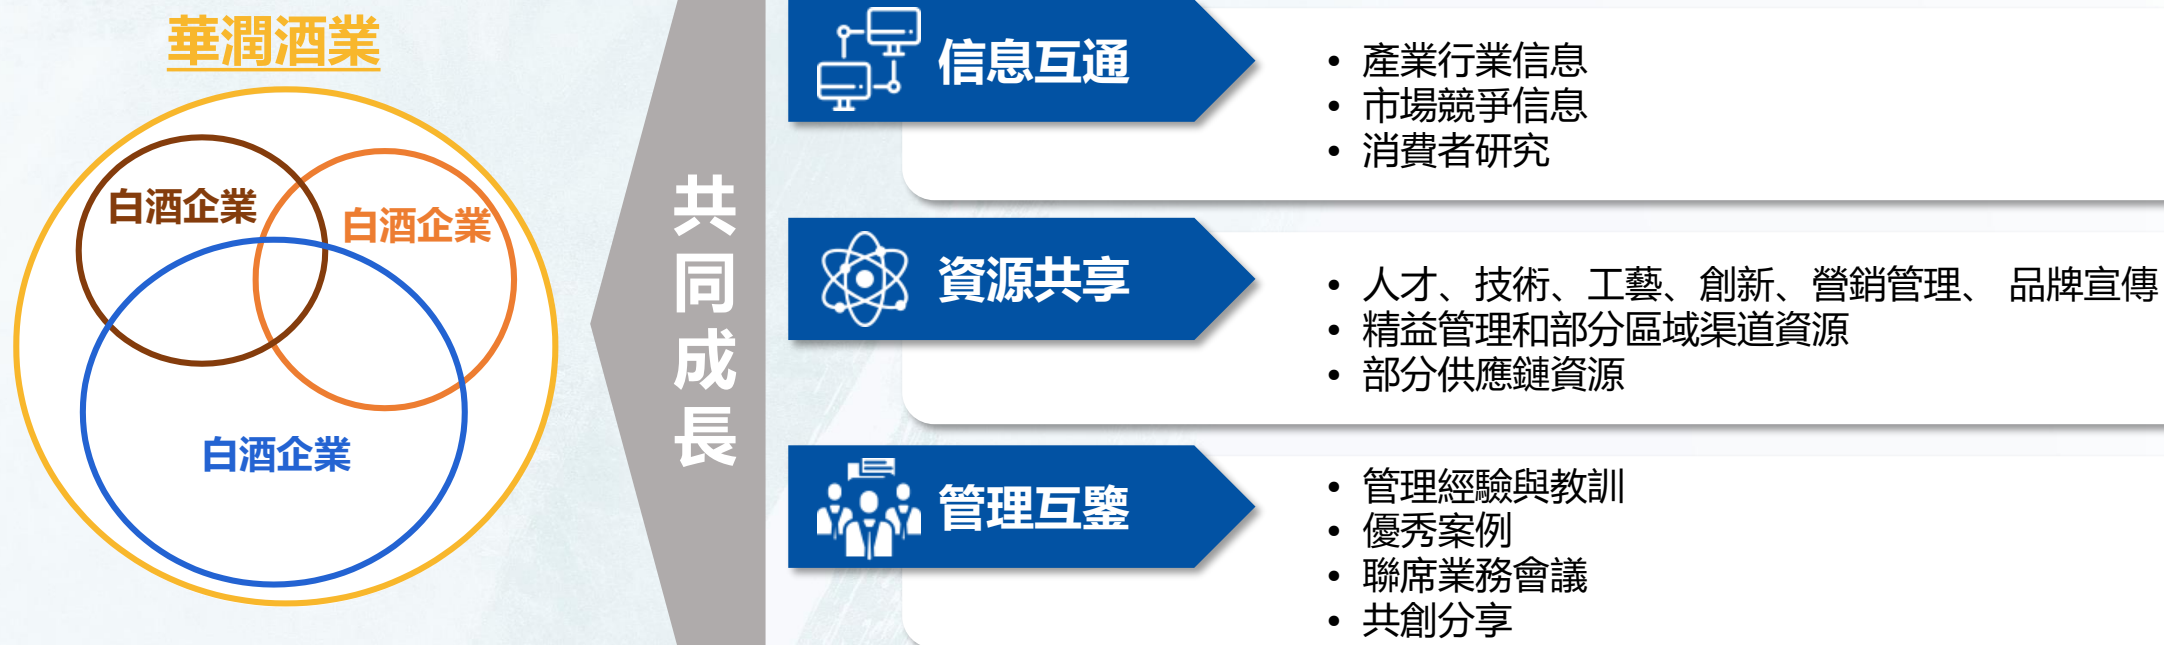 華潤酒業
白酒企業
白酒企業
白酒企業
共同成長
信息互通
• 產業行業信息
• 市場競爭信息
• 消費者研究
資源共享
• 人才、技術、工藝、創新、營銷管理、 品牌宣傳
• 精益管理和部分區域渠道資源
• 部分供應鏈資源
管理互鑒
• 管理經驗與教訓
• 優秀案例
• 聯席業務會議
• 共創分享